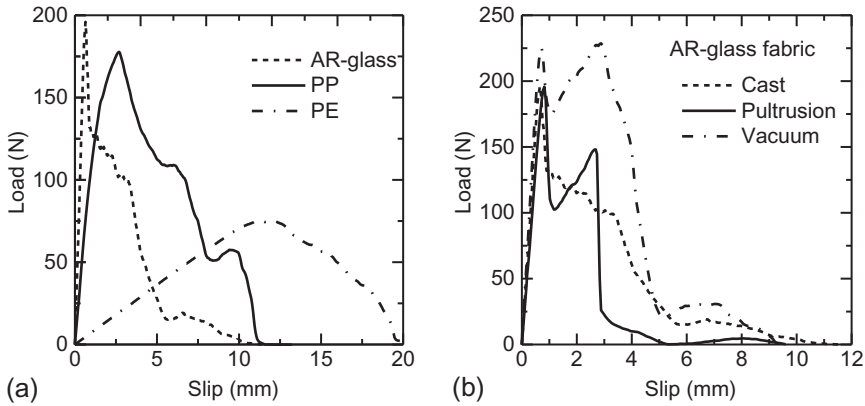 200
150
100
50
0
Load (N)
0 5 10 15 20
Slip (mm)
AR-glass
PP
PE
(a)
250
200
150
100
50
0
Load (N)
0 2 4 6 8 10 12
Slip (mm)
AR-glass fabric
Cast
Pultrusion
Vacuum
(b)